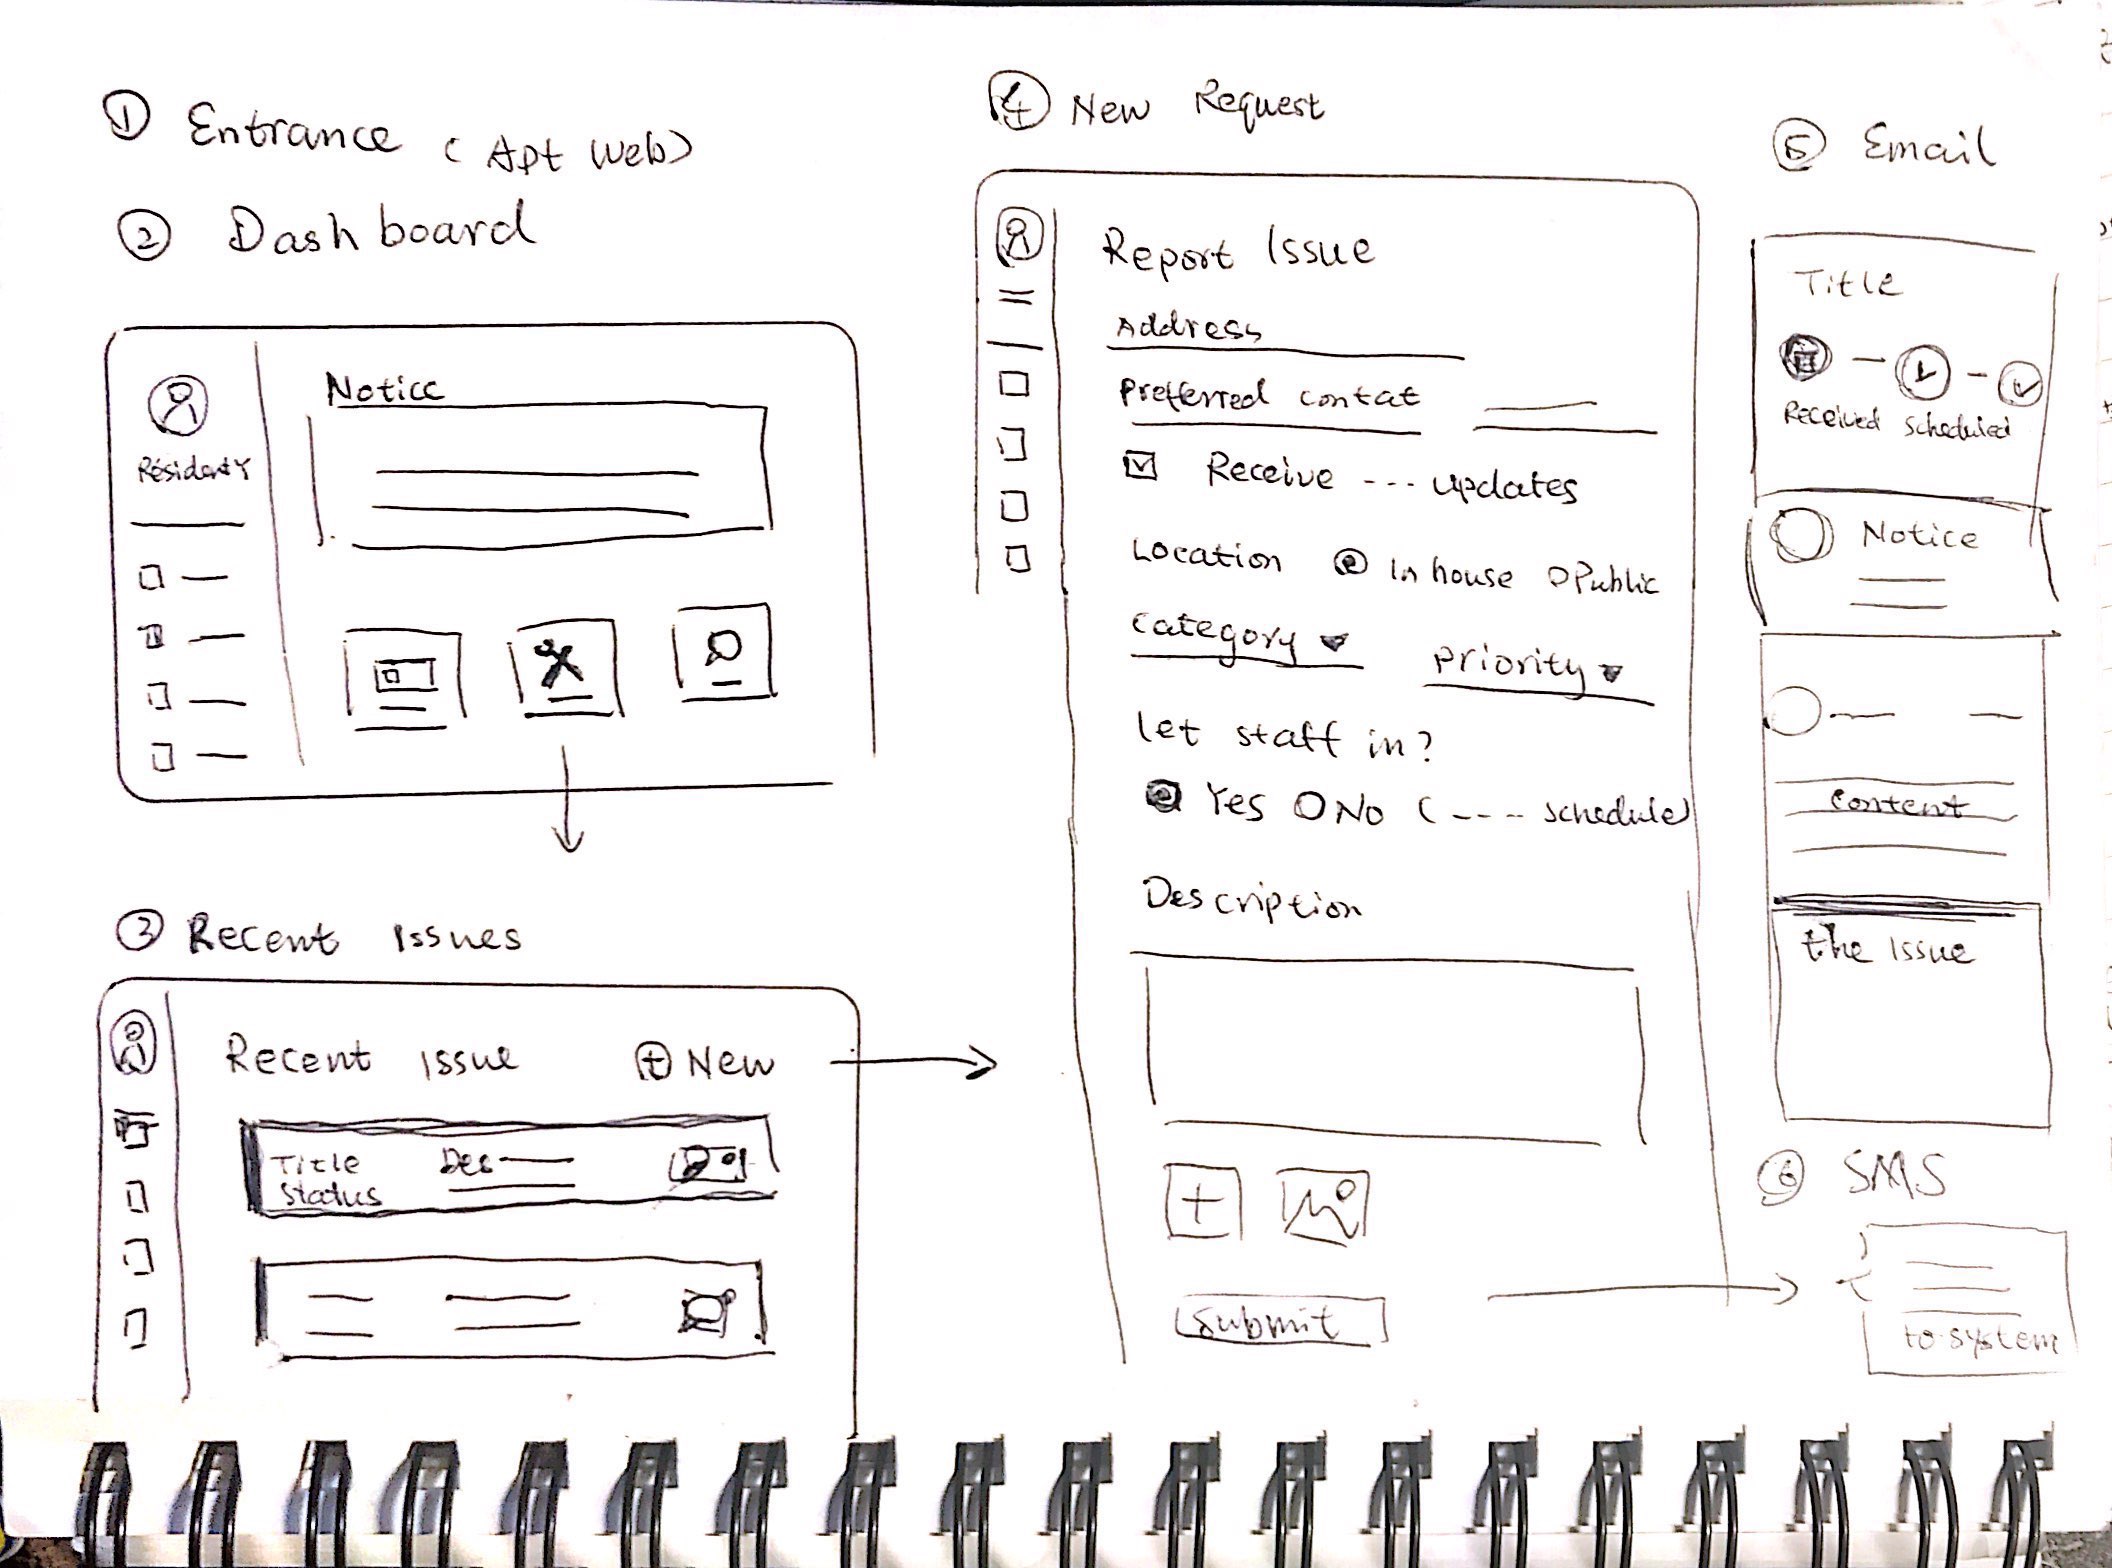 ① Entrance (Apt Web)
② Dashboard
Notice
Resident Y
③ Recent Issues
Recent Issue ⊕ New
Title Des
Status
④ New Request
Report Issue
Address
Preferred contat
Receive --- updates
Location In house Public
Category Priority
Let staff in?
Yes No (---- schedule)
Description
Submit
⑤ Email
Title
Received Scheduled
Notice
Content
the Issue
⑥ SMS
to system